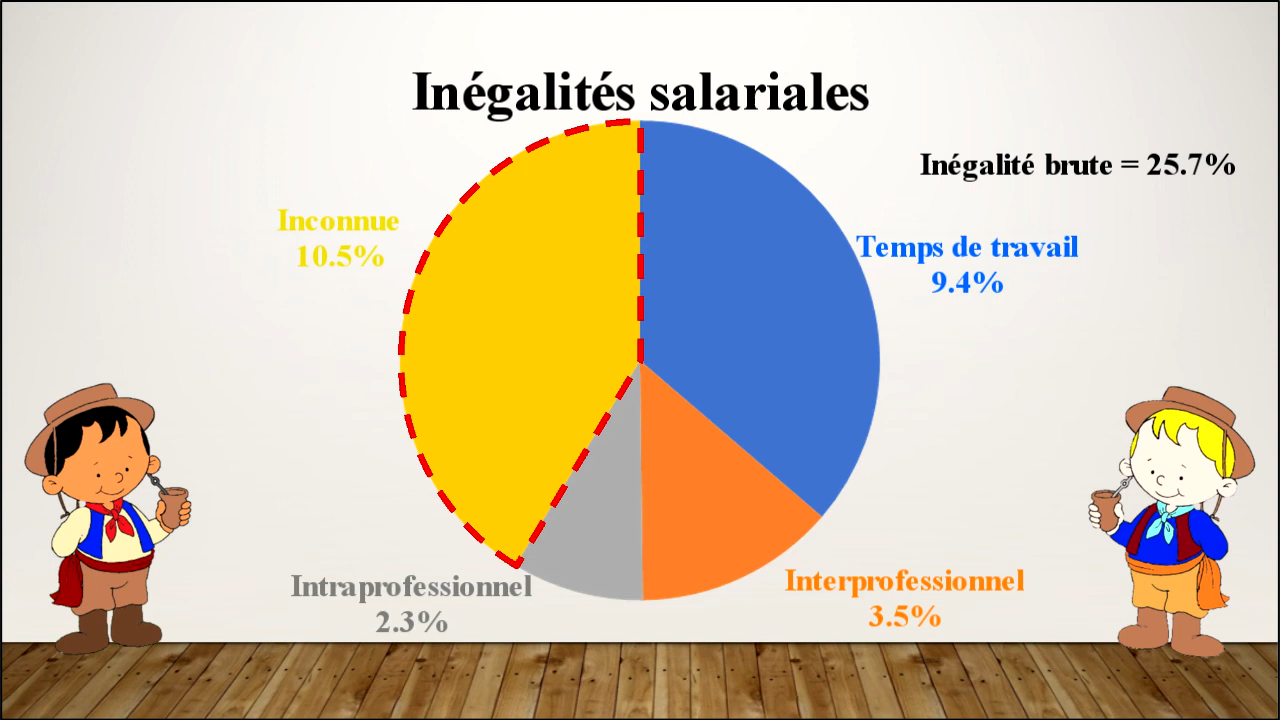 Inégalités salariales
Inégalité brute = 25.7%
Inconnue
10.5%
Temps de travail
9.4%
Intraprofessionnel
2.3%
Interprofessionnel
3.5%